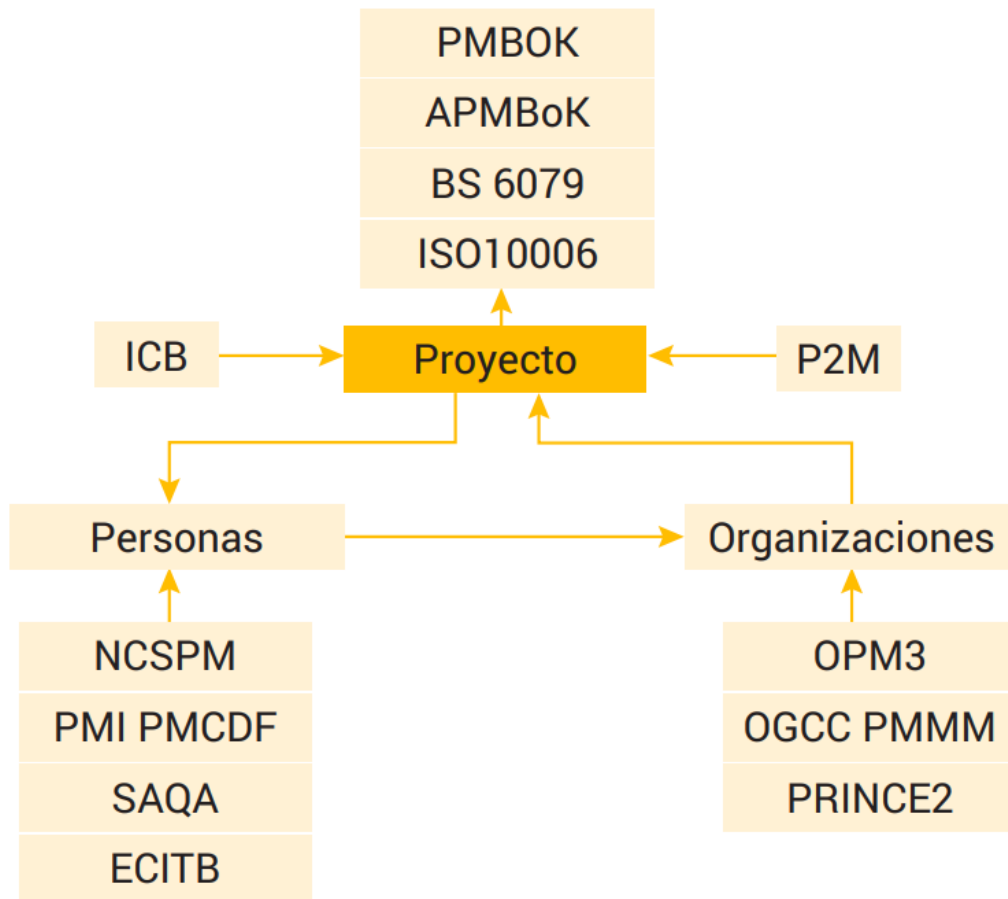 PMBOK
APMBoK
BS 6079
ISO10006
ICB
Proyecto
P2M
Personas
Organizaciones
NCSPM
PMI PMCDF
SAQA
ECITB
OPM3
OGCC PMMM
PRINCE2